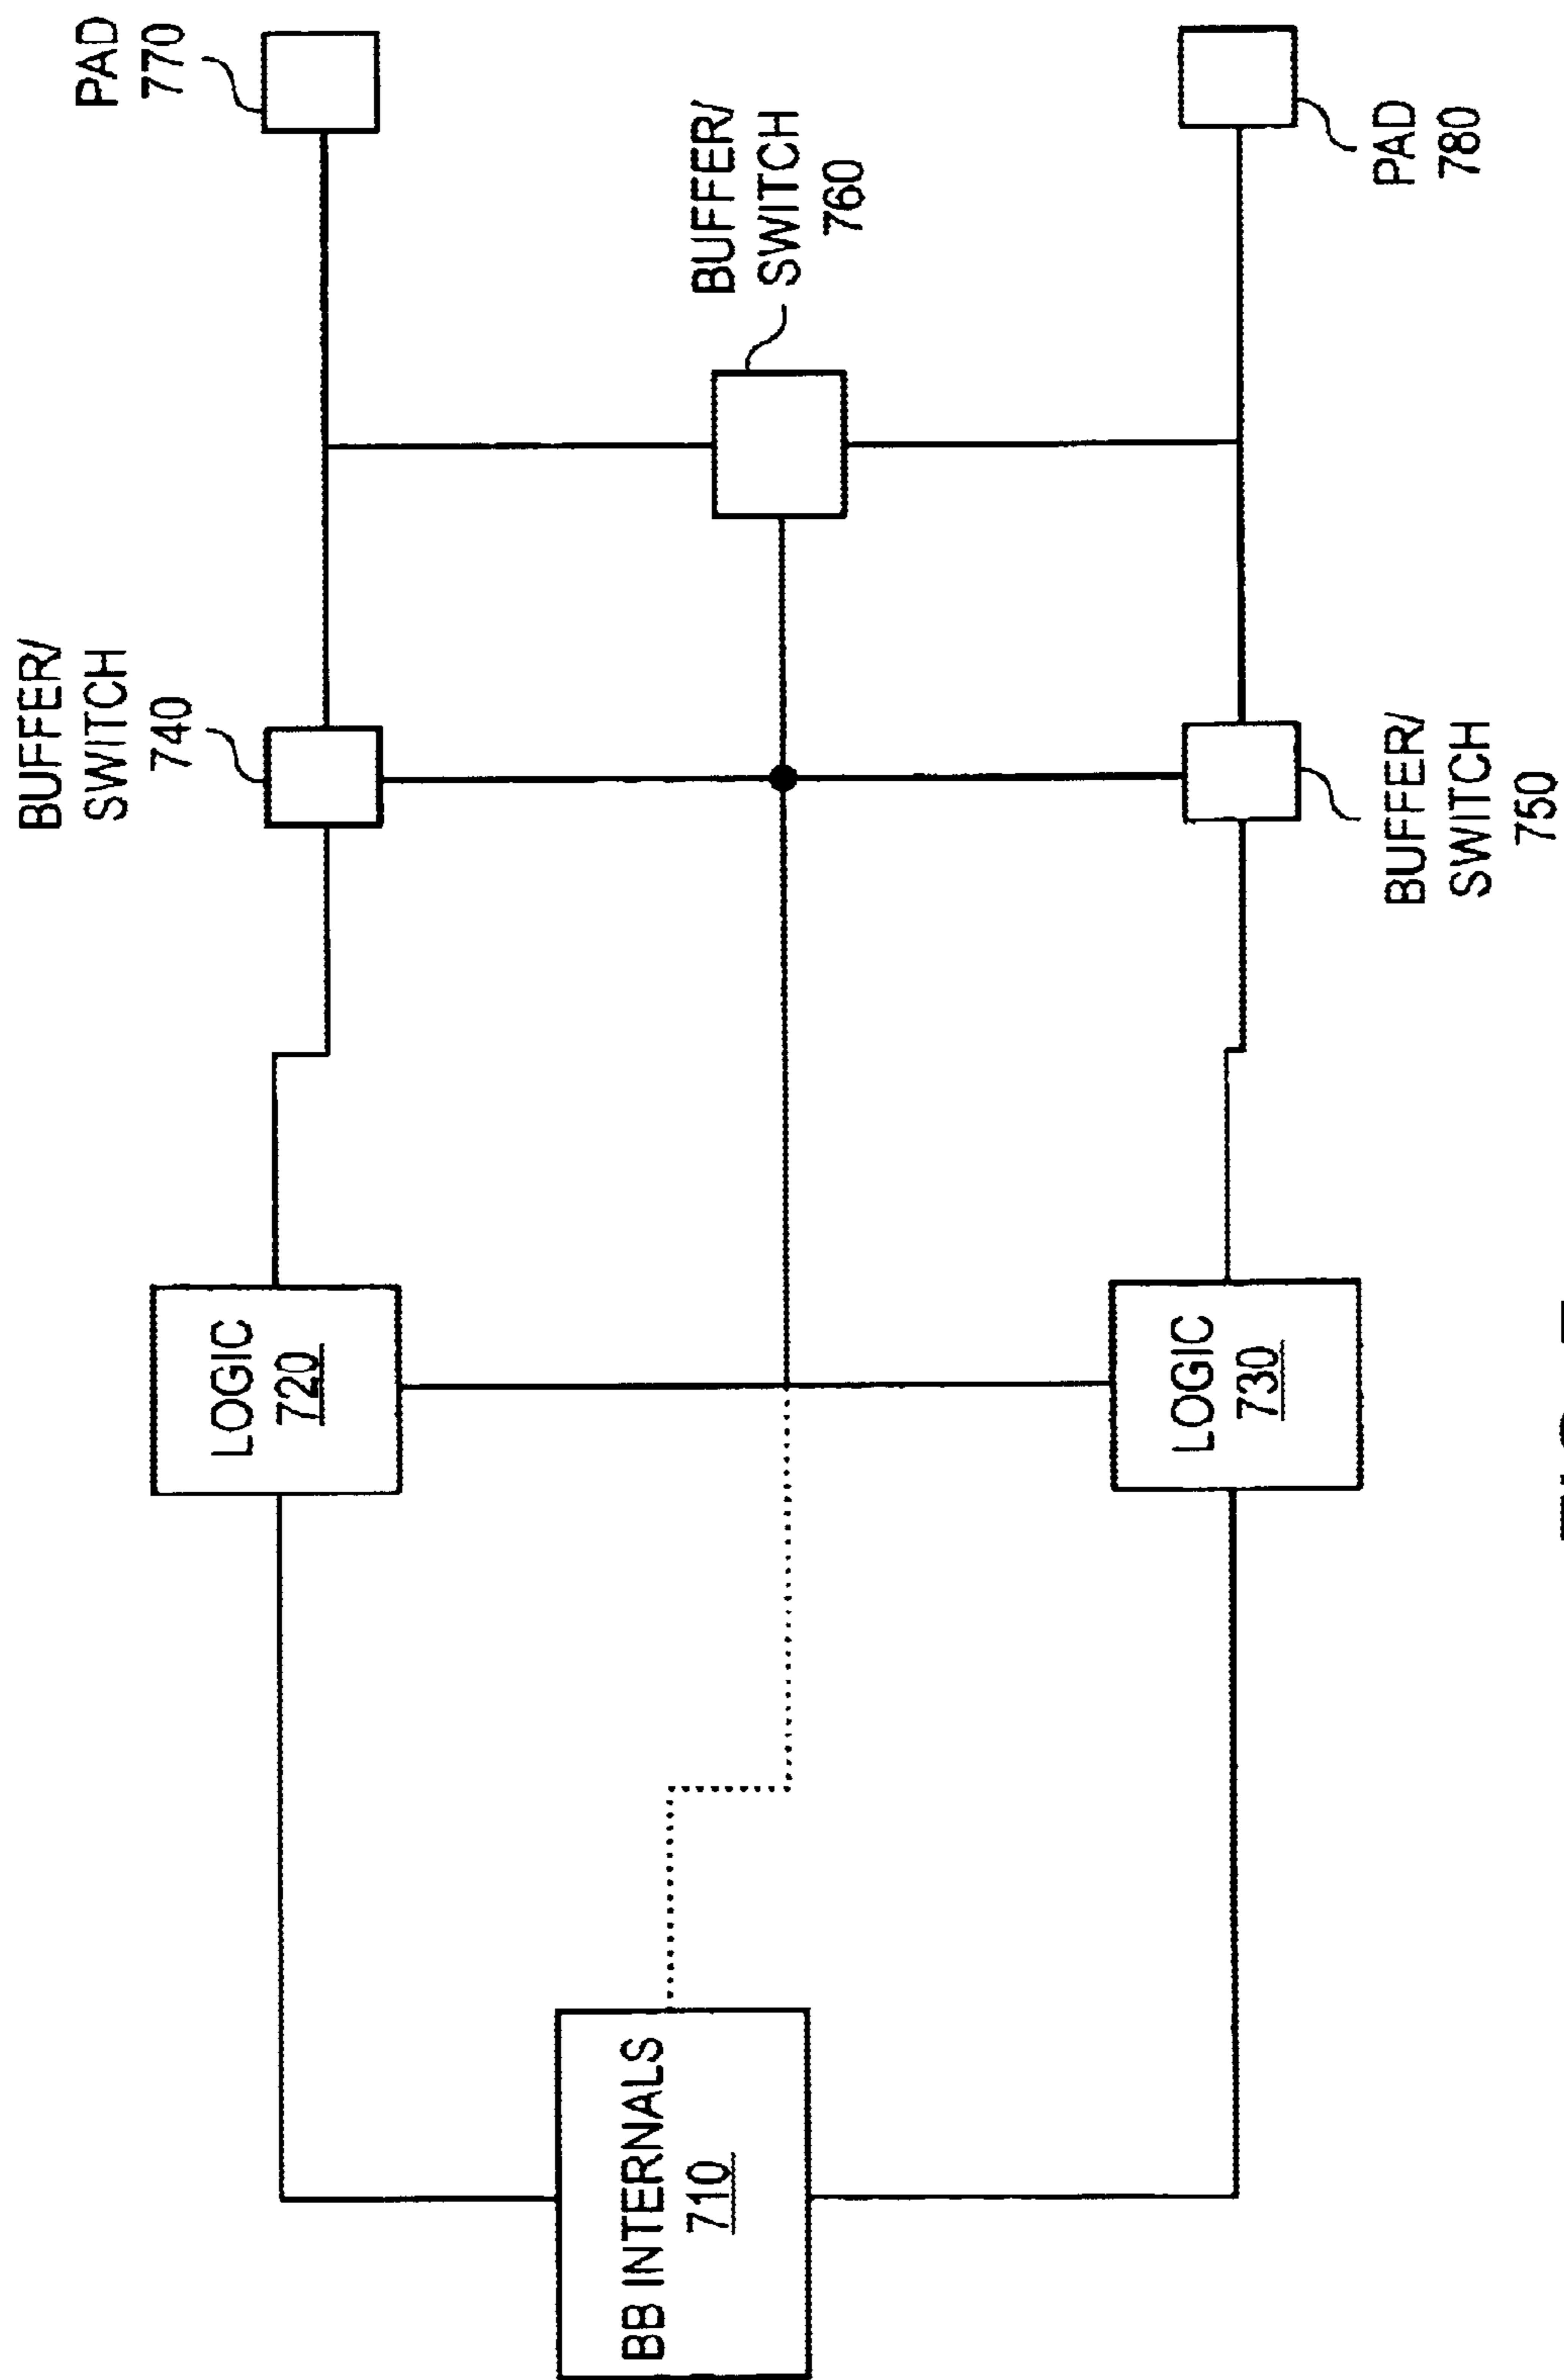 PAD
770
BUFFER/
SWITCH
760
PAD
780
BUFFER/
SWITCH
740
BUFFER/
SWITCH
750
LOGIC
720
LOGIC
730
BB INTERNALS
710